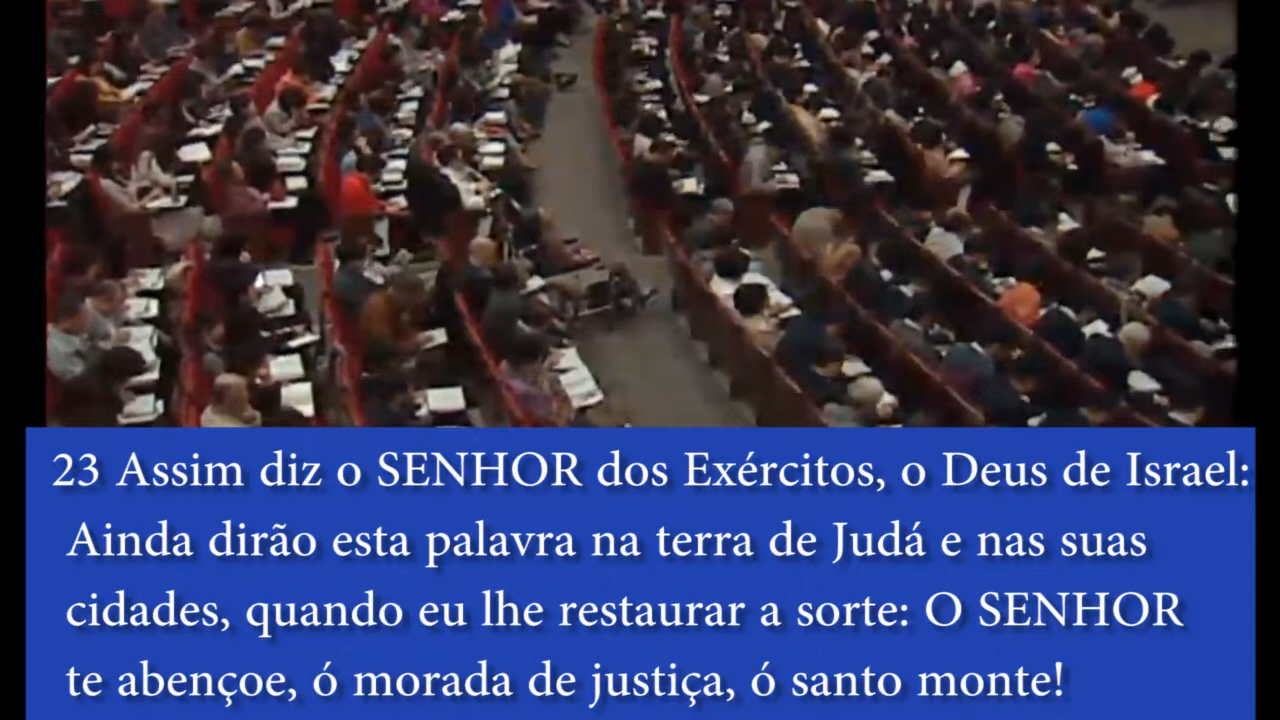 23 Assim diz o SENHOR dos Exércitos, o Deus de Israel:
Ainda dirão esta palavra na terra de Judá e nas suas
cidades, quando eu lhe restaurar a sorte: O SENHOR
te abençoe, ó morada de justiça, ó santo monte!